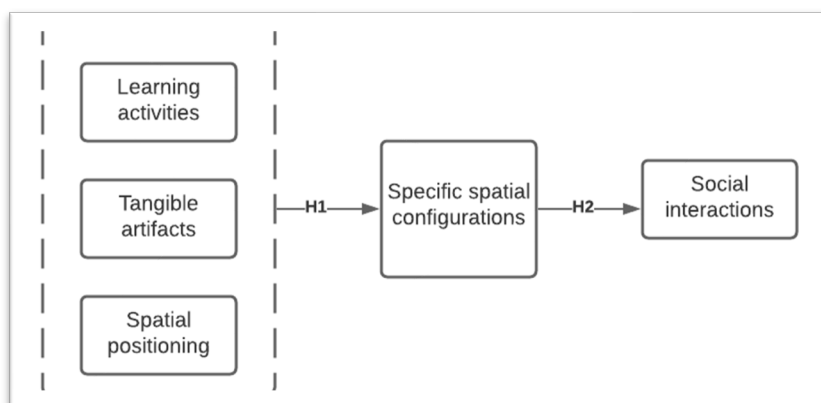 Learning
activities
Tangible
artifacts
Spatial
positioning
H1
Specific spatial
configurations
H2
Social
interactions